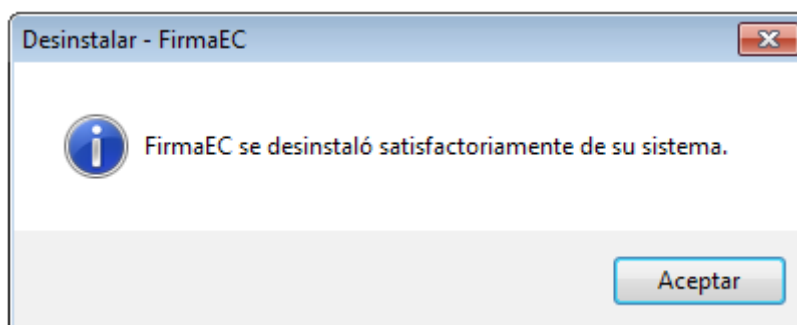 Desinstalar - FirmaEC
FirmaEC se desinstaló satisfactoriamente de su sistema.
Aceptar